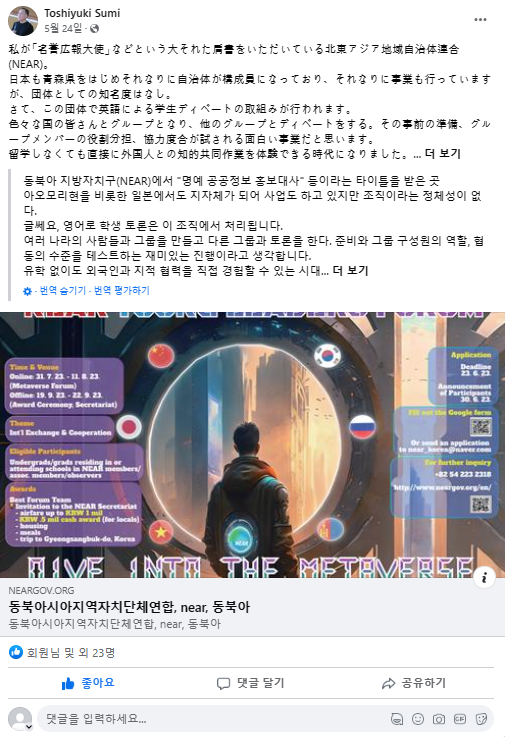 Toshiyuki Sumi
5월 24일 ·
私が「名誉広報大使」などという大それた肩書をいただいている北東アジア地域自治体連合
(NEAR)。
日本も青森県をはじめそれなりに自治体が構成員になっており、それなりに事業も行っています
が、団体としての知名度はなし。
さて、この団体で英語による学生ディベートの取組みが行われます。
色々な国の皆さんとグループとなり、他のグループとディベートをする。その事前の準備、グル
ープメンバーの役割分担、協力度合が試される面白い事業だと思います。
留学しなくても直接に外国人との知的共同作業を体験できる時代になりました。... 더 보기
동북아 지방자치구(NEAR)에서 "명예 공공정보 홍보대사" 등이라는 타이틀을 받은 곳
아오모리현을 비롯한 일본에서도 지자체가 되어 사업도 하고 있지만 조직이라는 정체성이 없
다.
글쎄요, 영어로 학생 토론은 이 조직에서 처리됩니다.
여러 나라의 사람들과 그룹을 만들고 다른 그룹과 토론을 한다. 준비와 그룹 구성원의 역할, 협
동의 수준을 테스트하는 재미있는 진행이라고 생각합니다.
유학 없이도 외국인과 지적 협력을 직접 경험할 수 있는 시대... 더 보기
· 번역 숨기기 · 번역 평가하기
NEAR YOUNG LEADERS FORUM
Time & Venue
Online: 31. 7. 23. - 11. 8. 23.
(Metaverse Forum)
Offline: 19. 9. 23. - 22. 9. 23.
(Award Ceremony, Secretariat)
Theme
Int'l Exchange & Cooperation
Eligible Participants
Undergrads/grads residing in or
attending schools in NEAR members/
assoc. members/observers
Awards
Best Forum Team
* Invitation to the NEAR Secretariat
- airfare up to KRW 1 mil
- KRW .5 mil cash award (for locals)
- housing
- meals
- trip to Gyeongsangbuk-do, Korea
Application
Deadline
23. 6. 23.
Announcement
of Participants
30. 6. 23.
Fill out the Google form
Or send an application
to near_korea@naver.com
For further inquiry
+82 54 223 2318
http://www.neargov.org/en/
NEAR
DIVE INTO THE METAVERSE
NEARGOV.ORG
동북아시아지역자치단체연합, near, 동북아
동북아시아지역자치단체연합, near, 동북아
회원님 및 외 23명
좋아요
댓글 달기
공유하기
댓글을 입력하세요...
GIF